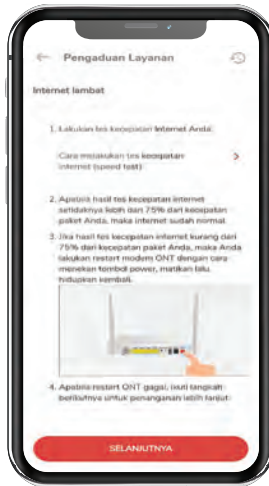 Pengaduan Layanan
Internet lambat
1. Lakukan tes kecepatan Internet Anda.
Cara melakukan tes kecepatan
internet (speed test)
2. Apabila hasil tes kecepatan internet
setidaknya lebih dari 75% dari kecepatan
paket Anda, maka internet sudah normal.
3. Jika hasil tes kecepatan internet kurang dari
75% dari kecepatan paket Anda, maka Anda
lakukan restart modem ONT dengan cara
menekan tombol power, matikan lalu
hidupkan kembali.
4. Apabila restart ONT gagal, ikuti langkah
berikutnya untuk penanganan lebih lanjut.
SELANJUTNYA